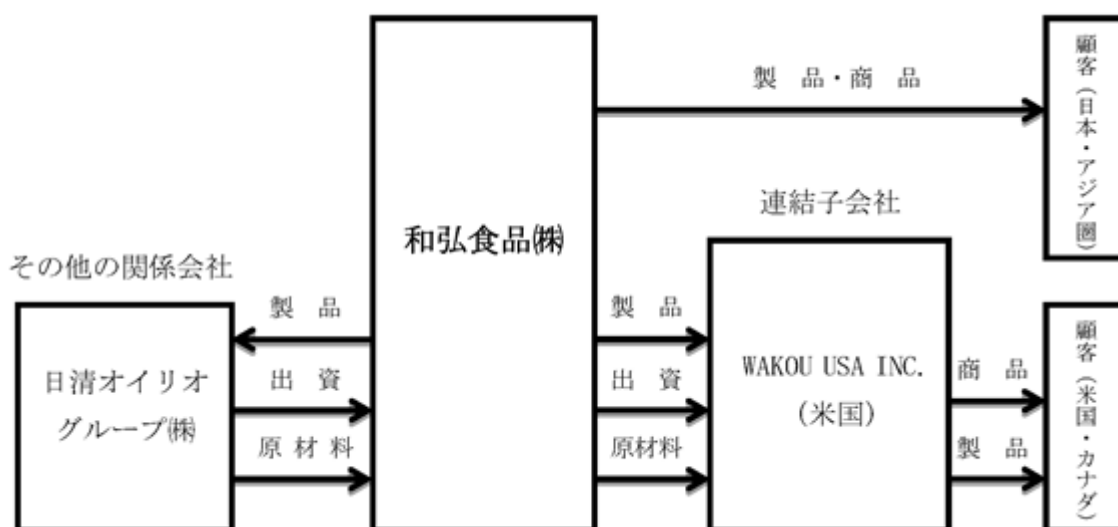 製 品・商 品
顧客（日本・アジア圏）
連結子会社
和弘食品㈱
その他の関係会社
製 品
製 品
日清オイリオ
グループ㈱
出 資
出 資
WAKOU USA INC.
(米国)
商 品
顧客（米国・カナダ）
原 材 料
原材料
製 品